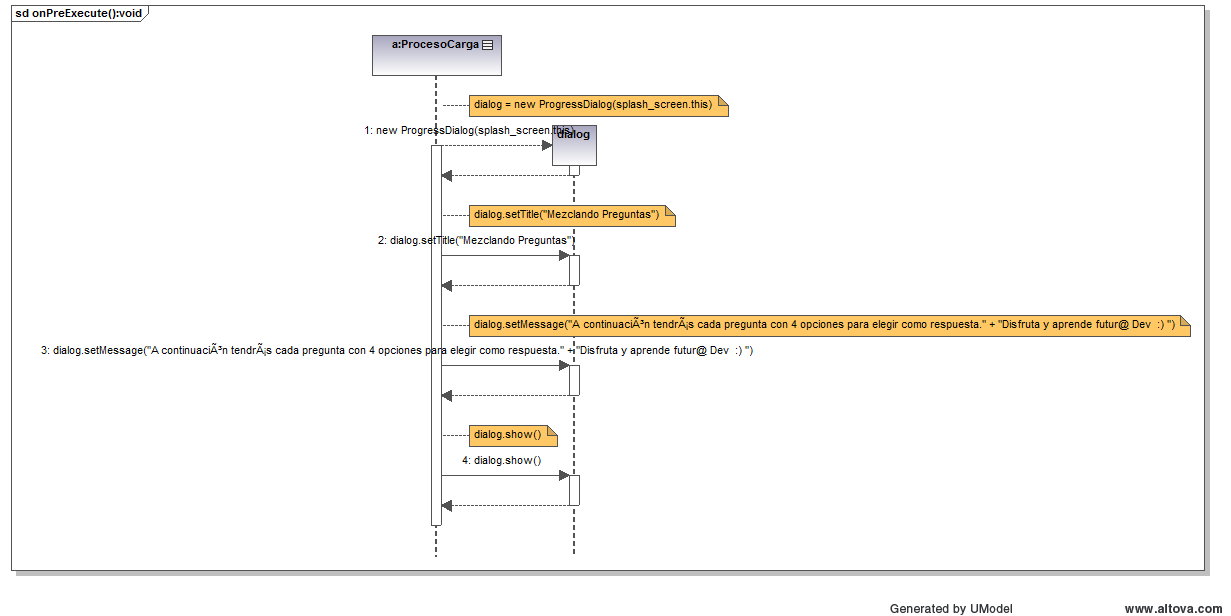 sd onPreExecute():void
a:ProcesoCarga
dialog = new ProgressDialog(splash_screen.this)
1: new ProgressDialog(splash_screen.this)
dialog
dialog.setTitle("Mezclando Preguntas")
2: dialog.setTitle("Mezclando Preguntas")
dialog.setMessage("A continuaciÃ³n tendrÃ¡s cada pregunta con 4 opciones para elegir como respuesta." + "Disfruta y aprende futur@ Dev  :) ")
3: dialog.setMessage("A continuaciÃ³n tendrÃ¡s cada pregunta con 4 opciones para elegir como respuesta." + "Disfruta y aprende futur@ Dev  :) ")
dialog.show()
4: dialog.show()
Generated by UModel
www.altova.com